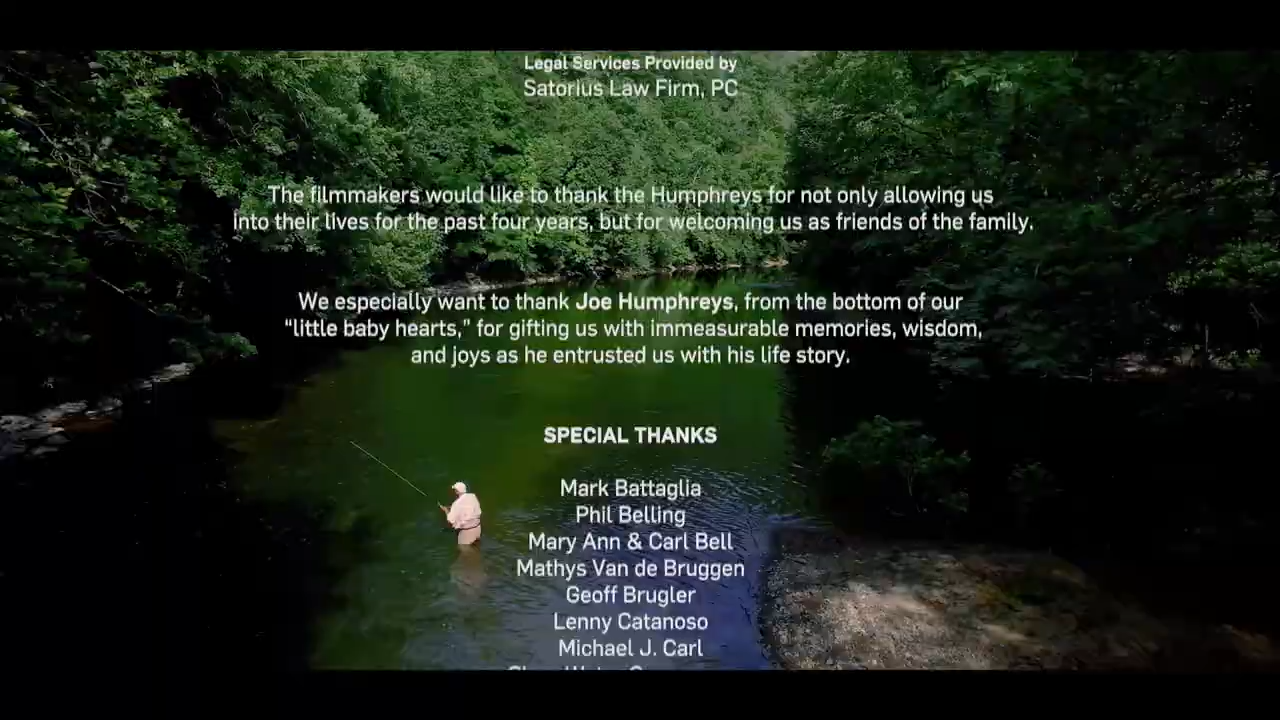 Legal Services Provided by
Satorius Law Firm, PC
The filmmakers would like to thank the Humphreys for not only allowing us
into their lives for the past four years, but for welcoming us as friends of the family.
We especially want to thank Joe Humphreys, from the bottom of our
“little baby hearts,” for gifting us with immeasurable memories, wisdom,
and joys as he entrusted us with his life story.
SPECIAL THANKS
Mark Battaglia
Phil Belling
Mary Ann & Carl Bell
Mathys Van de Bruggen
Geoff Brugler
Lenny Catanoso
Michael J. Carl